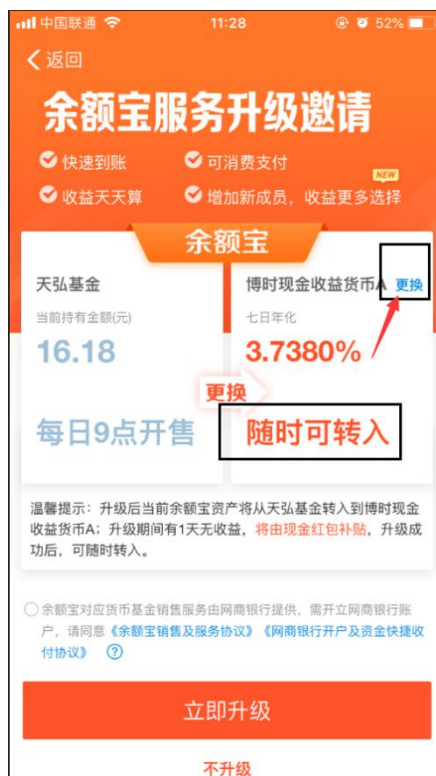 中国联通 11:28 52%
返回
余额宝服务升级邀请
快速到账 可消费支付
NEW
收益天天算 增加新成员，收益更多选择
余额宝
天弘基金 博时现金收益货币A 更换
当前持有金额(元) 七日年化
16.18 3.7380%
更换
每日9点开售 随时可转入
温馨提示：升级后当前余额宝资产将从天弘基金转入到博时现金
收益货币A；升级期间有1天无收益，将由现金红包补贴，升级成
功后，可随时转入。
余额宝对应货币基金销售服务由网商银行提供，需开立网商银行账
户，请同意《余额宝销售及服务协议》《网商银行开户及资金快捷收
付协议》 ?
立即升级
不升级